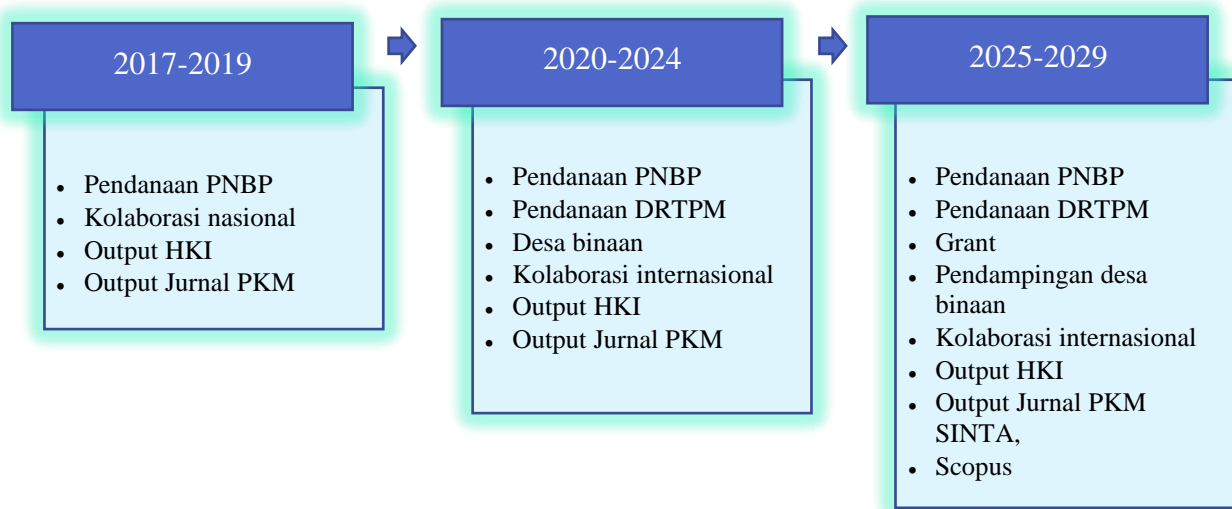 2017-2019
• Pendanaan PNBP
• Kolaborasi nasional
• Output HKI
• Output Jurnal PKM
2020-2024
• Pendanaan PNBP
• Pendanaan DRTPM
• Desa binaan
• Kolaborasi internasional
• Output HKI
• Output Jurnal PKM
2025-2029
• Pendanaan PNBP
• Pendanaan DRTPM
• Grant
• Pendampingan desa
binaan
• Kolaborasi internasional
• Output HKI
• Output Jurnal PKM
SINTA,
• Scopus